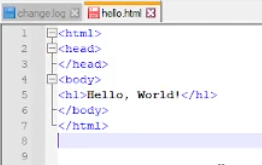 change.log hello.html
1 <html>
2 <head>
3 </head>
4 <body>
5 <h1>Hello, World!</h1>
6 </body>
7 </html>
8
9